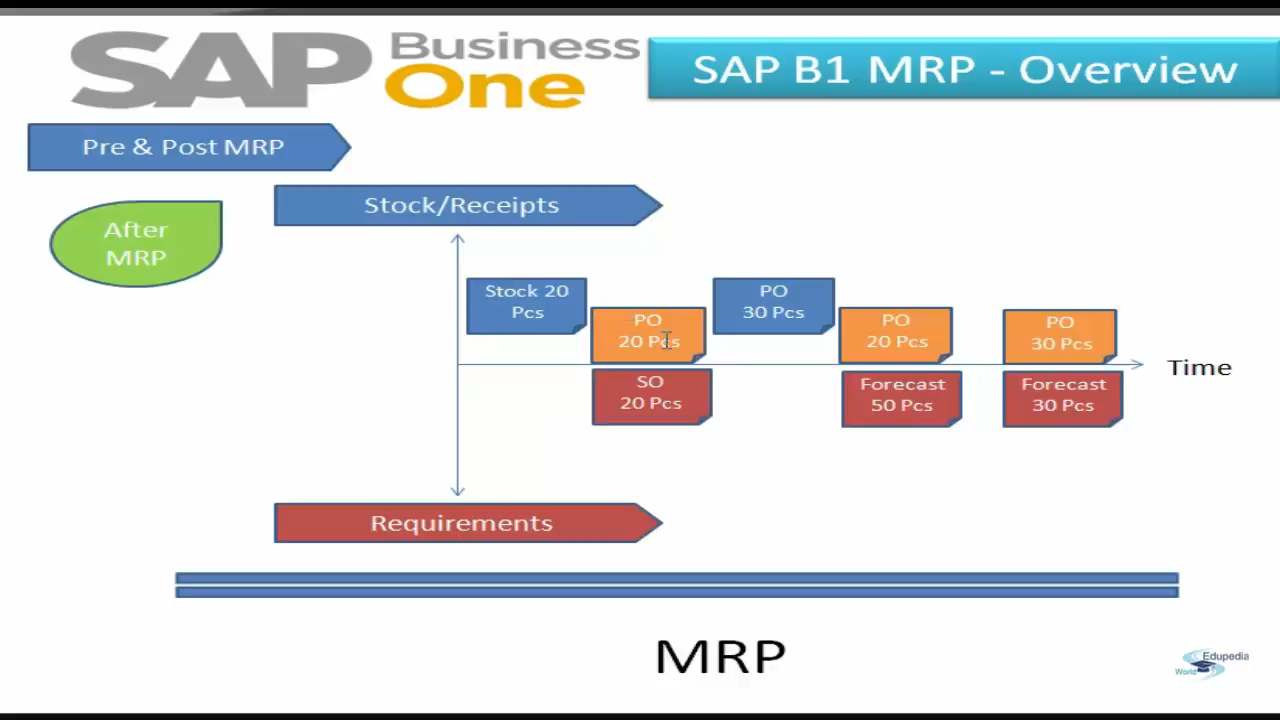 SAP Business
One
SAP B1 MRP - Overview
Pre & Post MRP
Stock/Receipts
After
MRP
Stock 20
Pcs
PO
20 Pcs
PO
30 Pcs
PO
20 Pcs
PO
30 Pcs
Time
SO
20 Pcs
Forecast
50 Pcs
Forecast
30 Pcs
Requirements
MRP
Edupedia
World